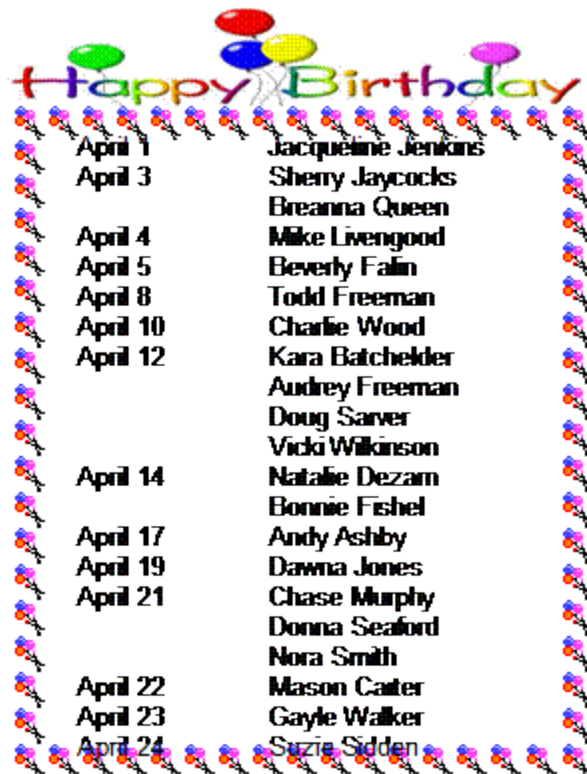 Happy Birthday
April 1 Jacqueline Jenkins
April 3 Sherry Jaycocks
Breanna Queen
April 4 Mike Livengood
April 5 Beverly Falin
April 8 Todd Freeman
April 10 Charlie Wood
April 12 Kara Batchelder
Audrey Freeman
Doug Sarver
Vicki Wilkinson
April 14 Natalie Dezarn
Bonnie Fishel
April 17 Andy Ashby
April 19 Dawna Jones
April 21 Chase Murphy
Donna Seaford
Nora Smith
April 22 Mason Carter
April 23 Gayle Walker
April 24 Suzie Sidden